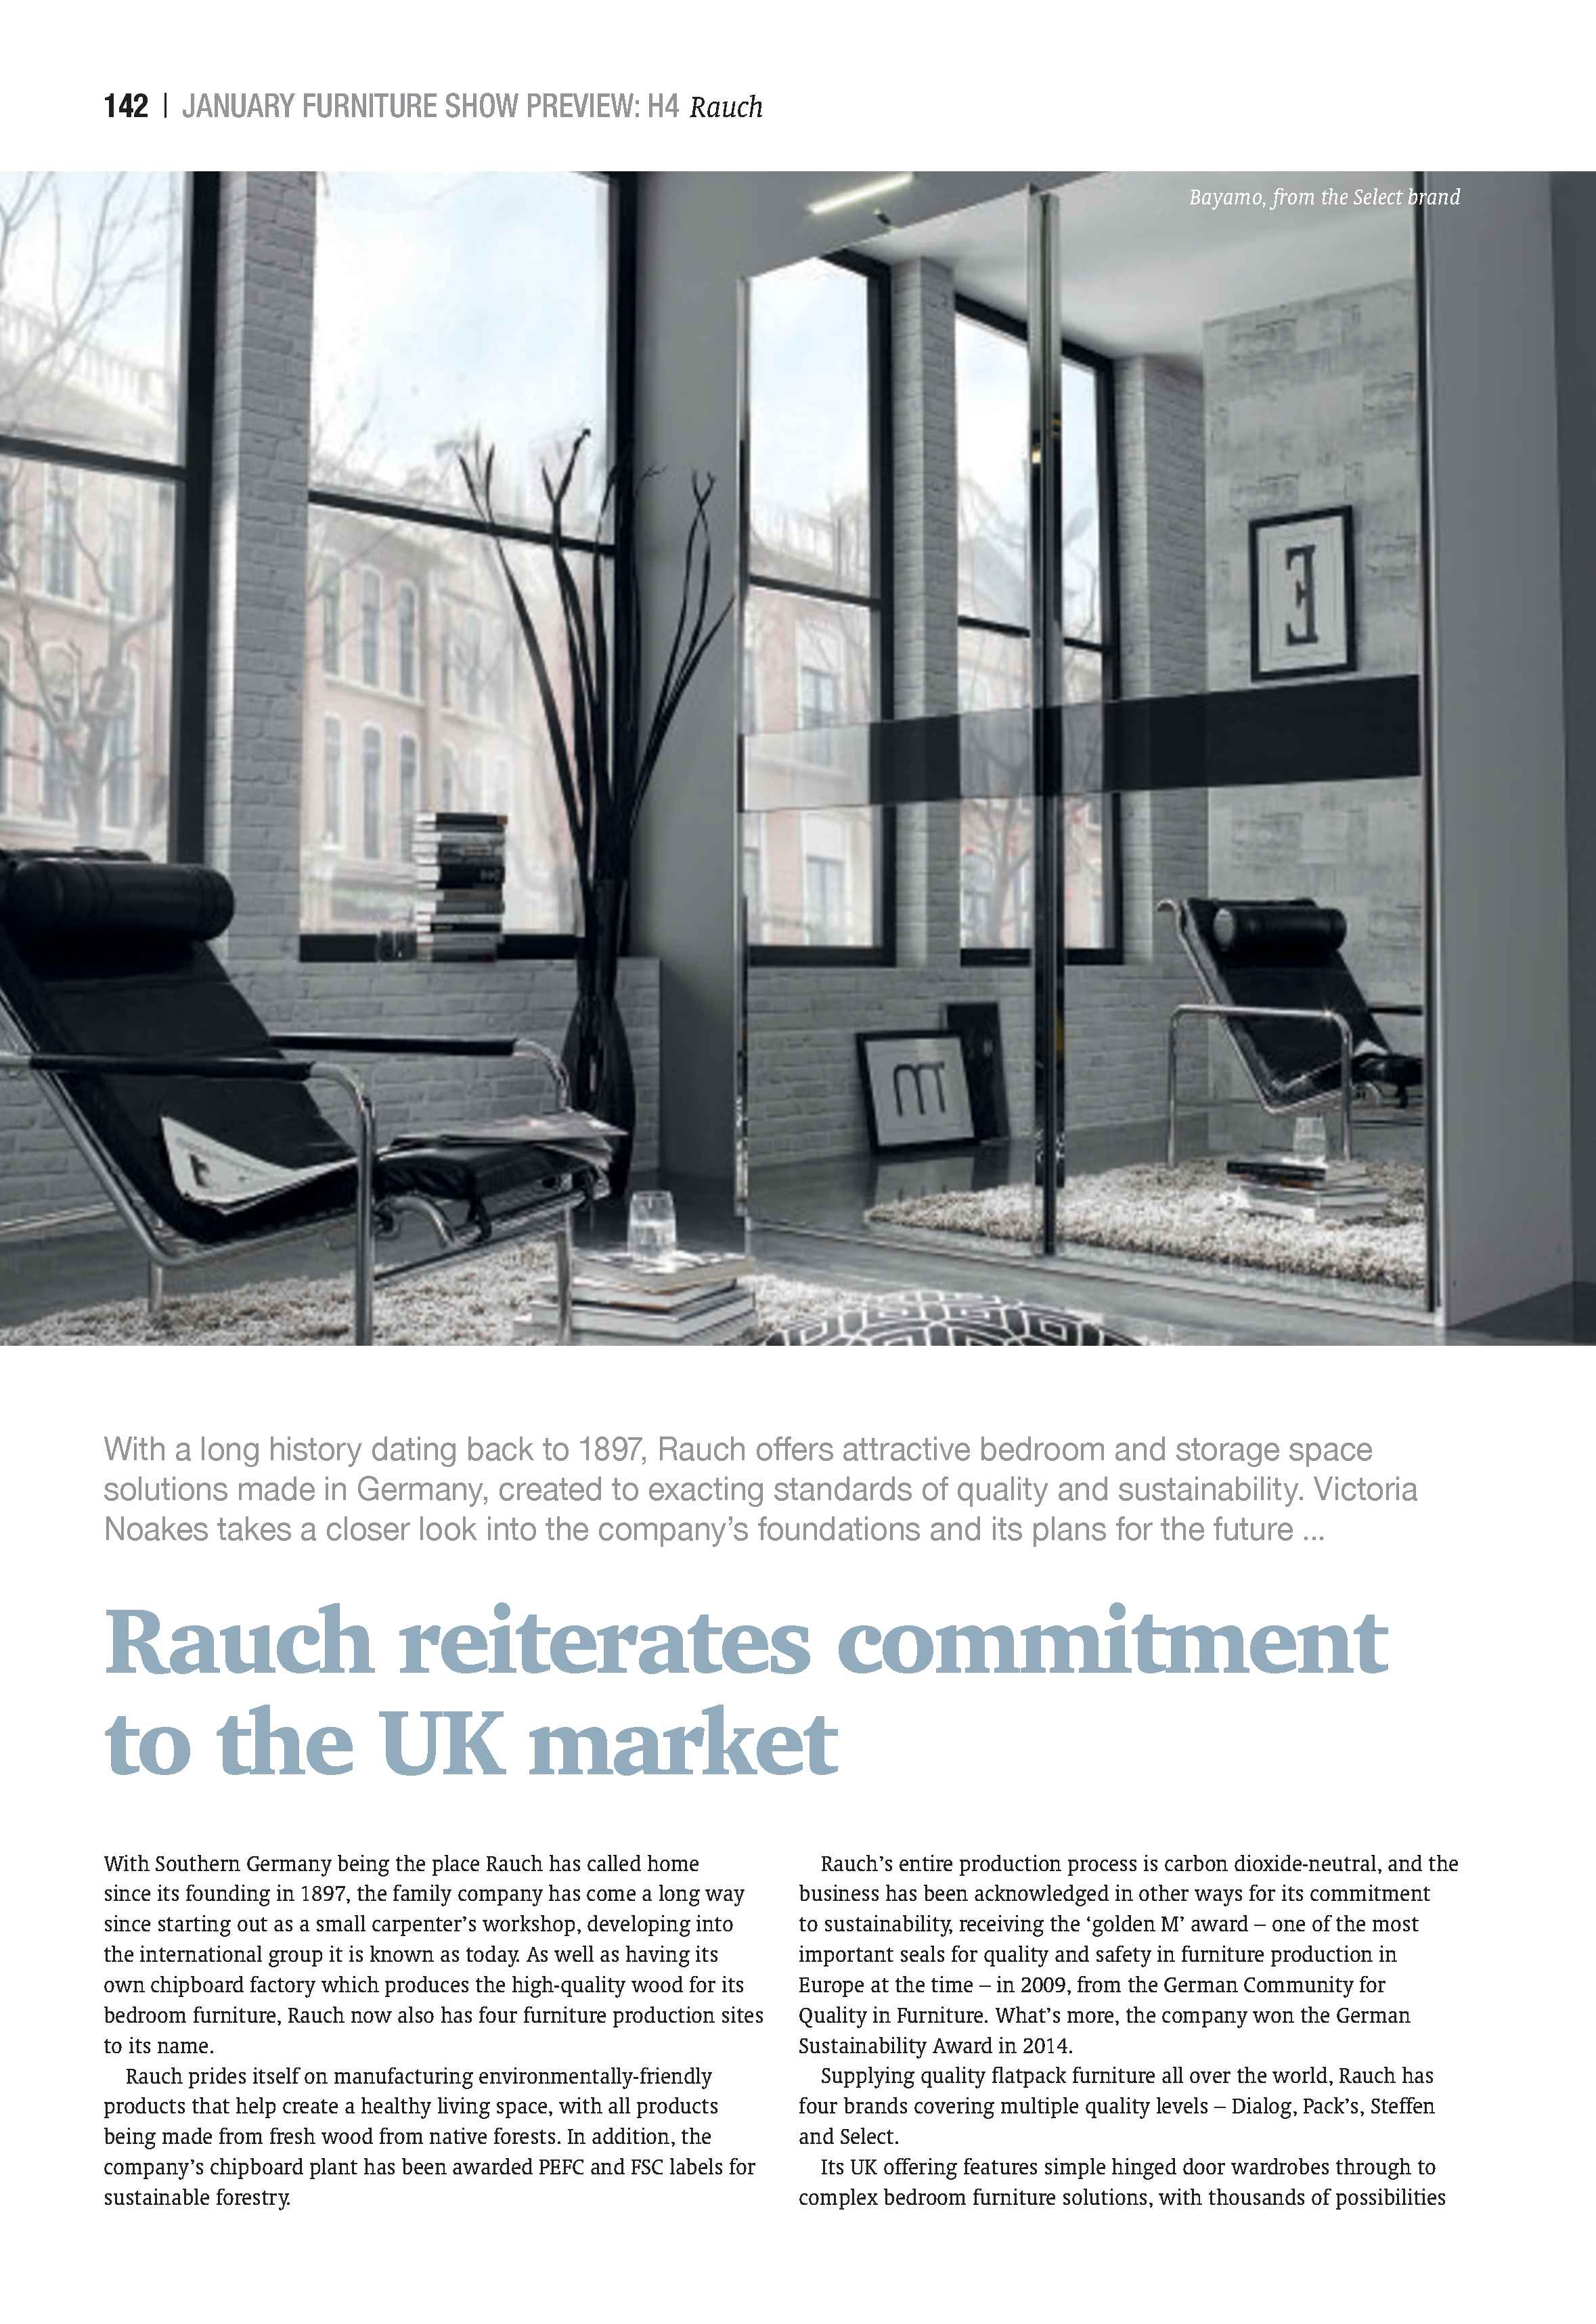 142 | JANUARY FURNITURE SHOW PREVIEW: H4 Rauch
Bayamo, from the Select brand
E
m
With a long history dating back to 1897, Rauch offers attractive bedroom and storage space
solutions made in Germany, created to exacting standards of quality and sustainability. Victoria
Noakes takes a closer look into the company’s foundations and its plans for the future ...
Rauch reiterates commitment
to the UK market
With Southern Germany being the place Rauch has called home
since its founding in 1897, the family company has come a long way
since starting out as a small carpenter’s workshop, developing into
the international group it is known as today. As well as having its
own chipboard factory which produces the high-quality wood for its
bedroom furniture, Rauch now also has four furniture production sites
to its name.
Rauch prides itself on manufacturing environmentally-friendly
products that help create a healthy living space, with all products
being made from fresh wood from native forests. In addition, the
company’s chipboard plant has been awarded PEFC and FSC labels for
sustainable forestry.
Rauch’s entire production process is carbon dioxide-neutral, and the
business has been acknowledged in other ways for its commitment
to sustainability, receiving the ‘golden M’ award – one of the most
important seals for quality and safety in furniture production in
Europe at the time – in 2009, from the German Community for
Quality in Furniture. What’s more, the company won the German
Sustainability Award in 2014.
Supplying quality flatpack furniture all over the world, Rauch has
four brands covering multiple quality levels – Dialog, Pack’s, Steffen
and Select.
Its UK offering features simple hinged door wardrobes through to
complex bedroom furniture solutions, with thousands of possibilities